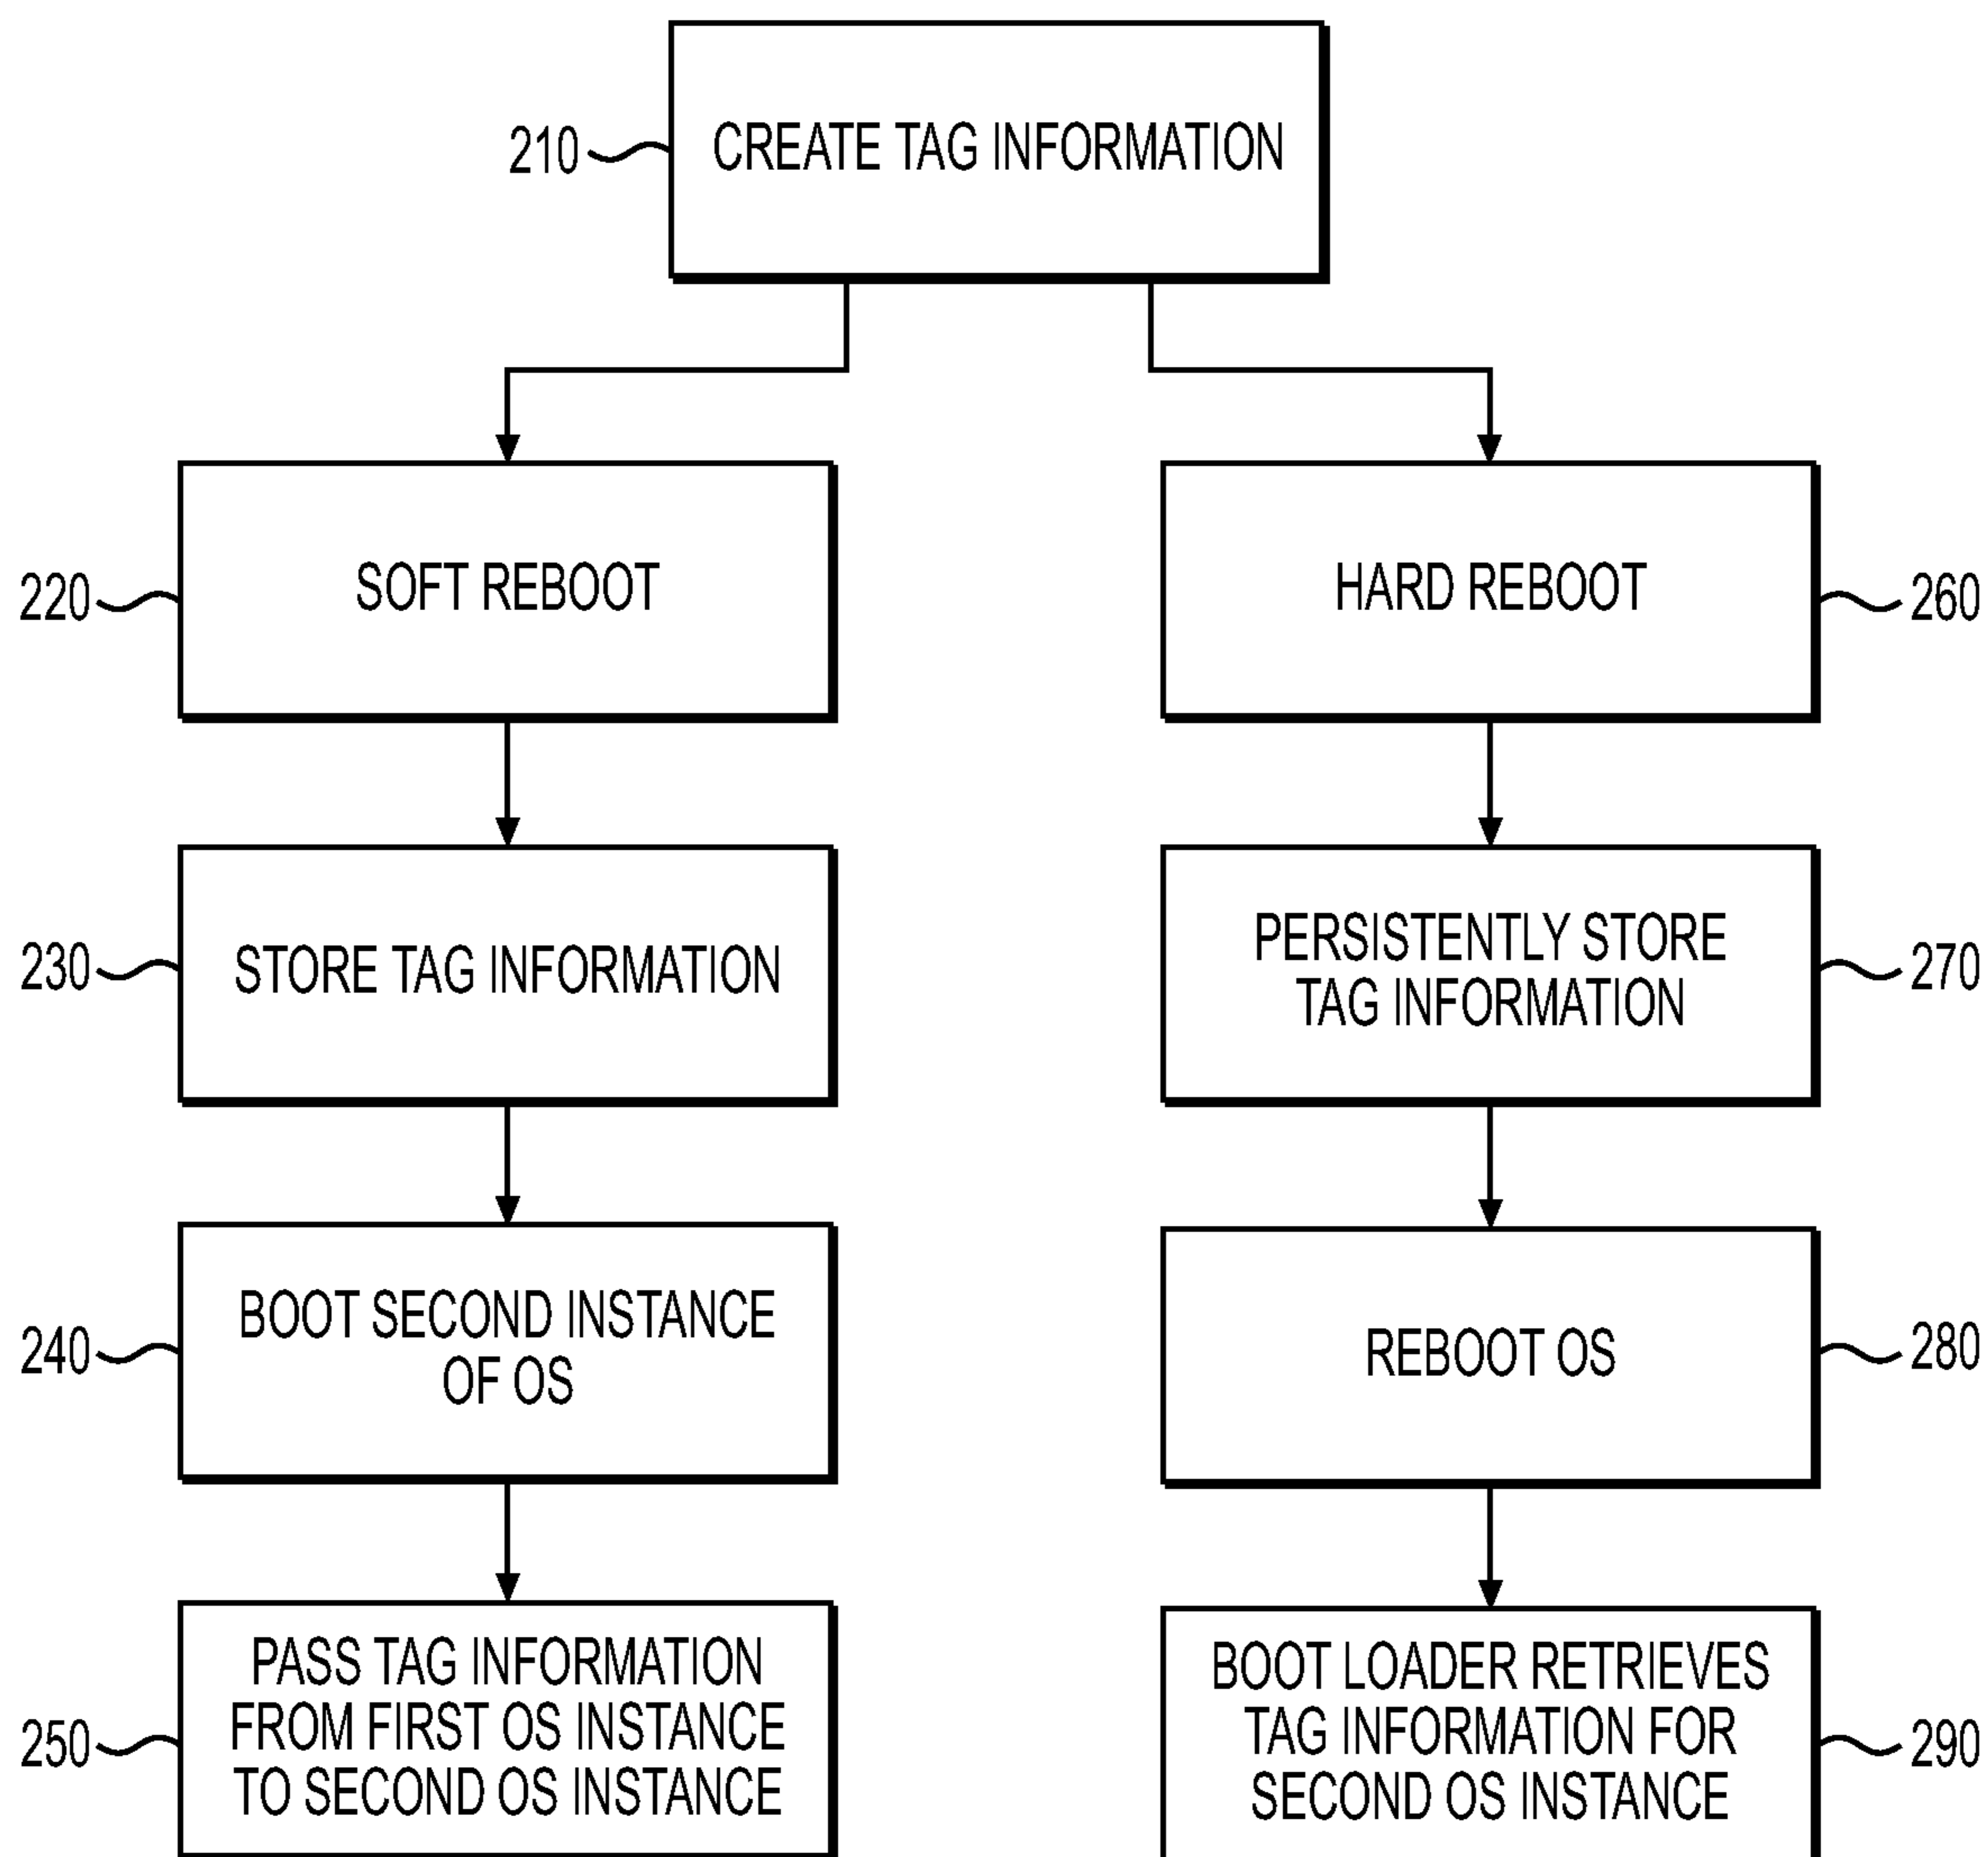 210
CREATE TAG INFORMATION
220
SOFT REBOOT
HARD REBOOT
260
230
STORE TAG INFORMATION
PERSISTENTLY STORE
TAG INFORMATION
270
240
BOOT SECOND INSTANCE
OF OS
REBOOT OS
280
250
PASS TAG INFORMATION
FROM FIRST OS INSTANCE
TO SECOND OS INSTANCE
BOOT LOADER RETRIEVES
TAG INFORMATION FOR
SECOND OS INSTANCE
290